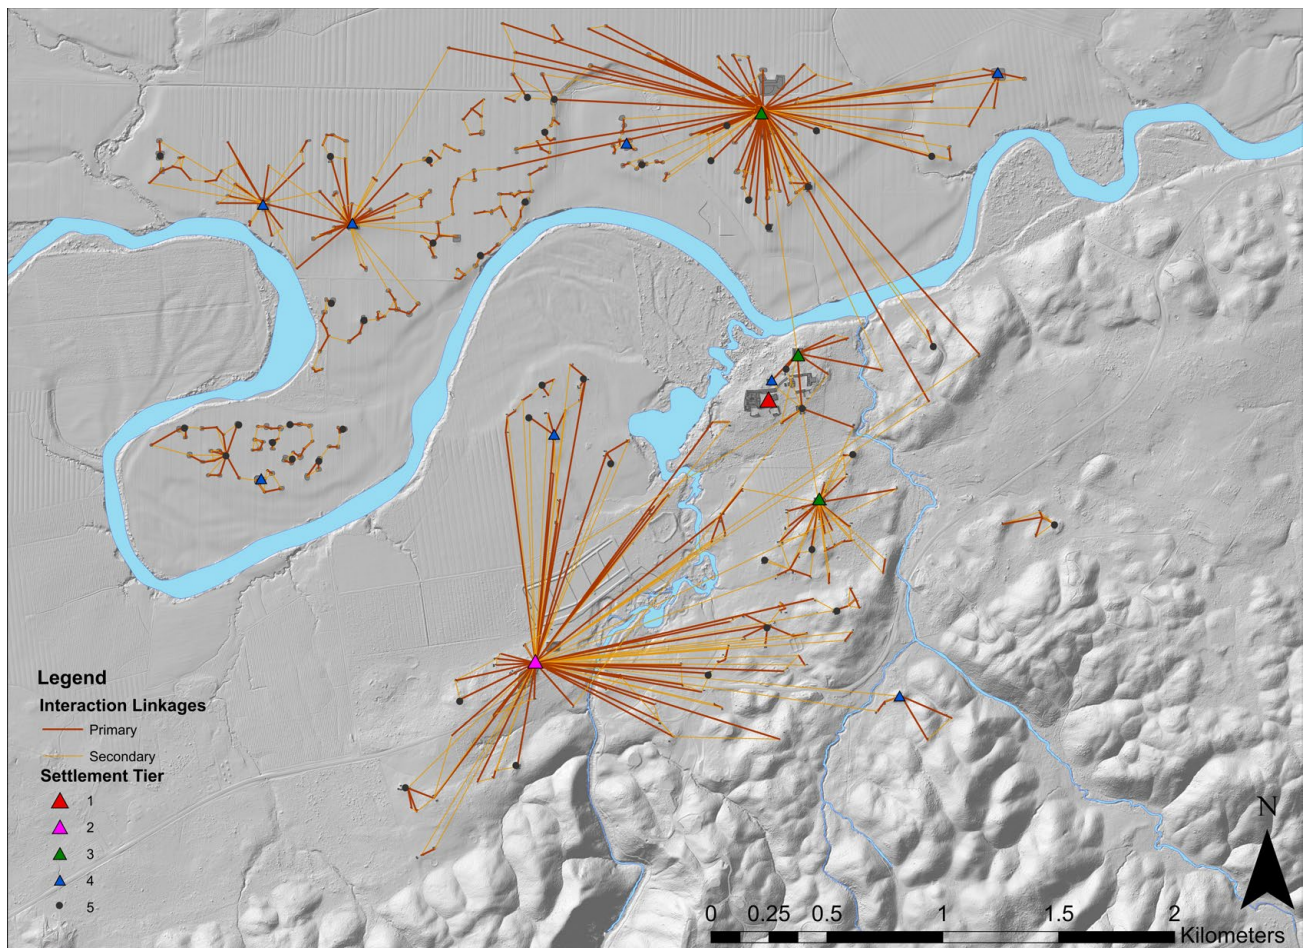 Legend
Interaction Linkages
Primary
Secondary
Settlement Tier
1
2
3
4
5
N
0 0.25 0.5 1 1.5 2
Kilometers